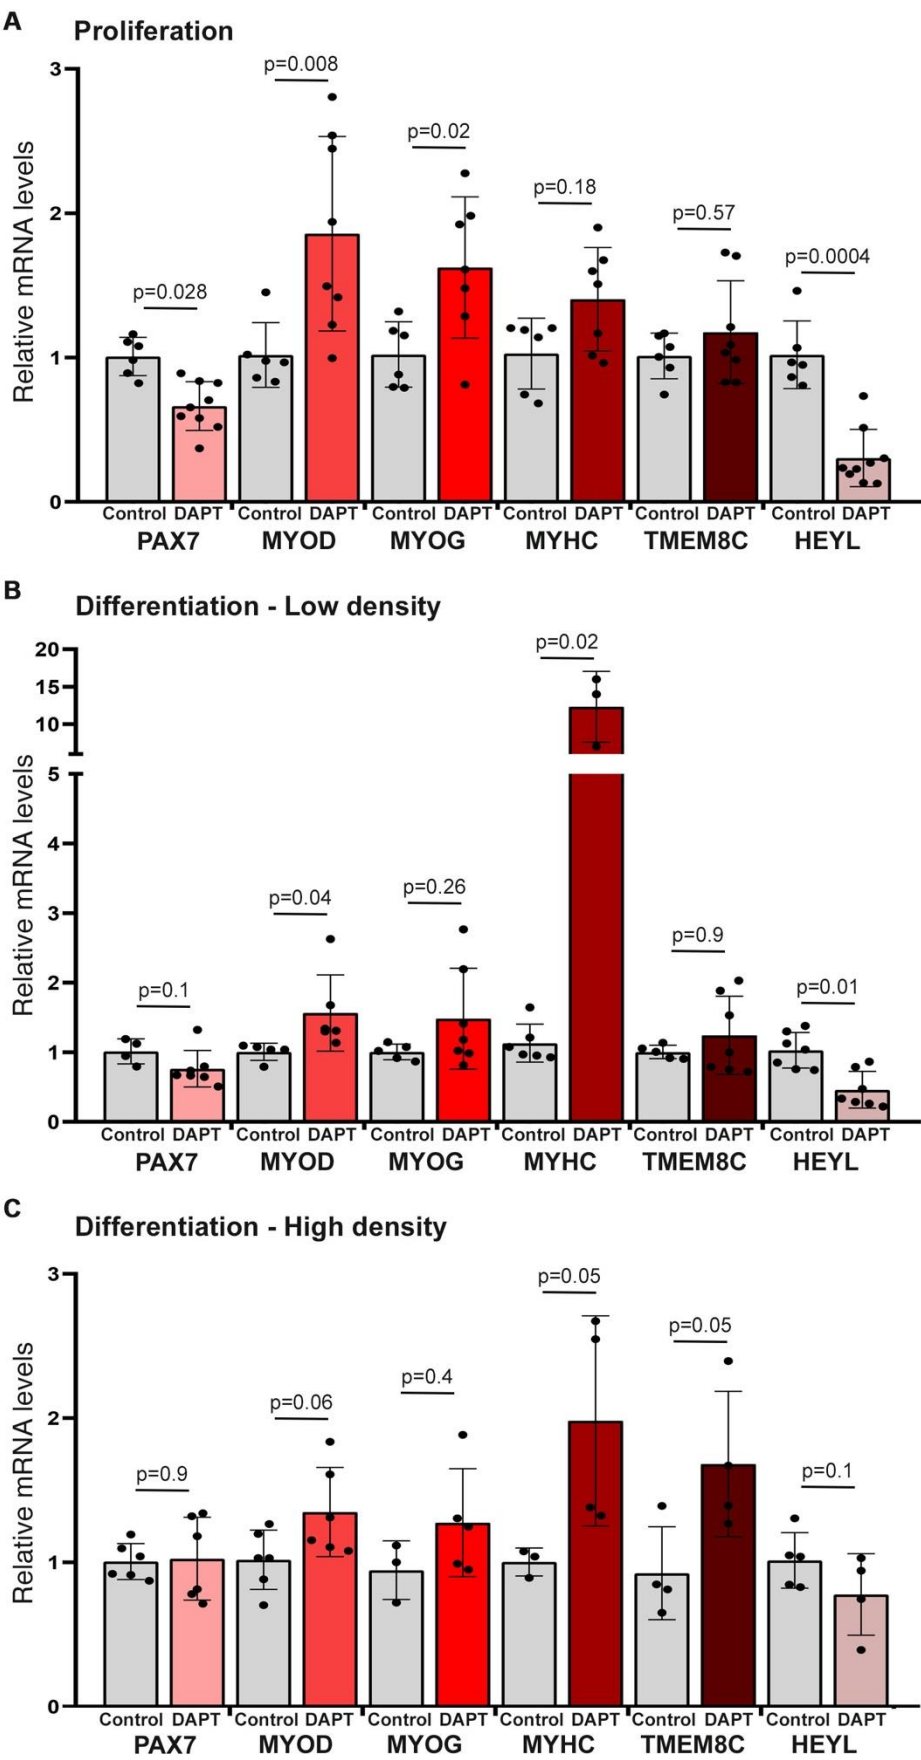 A
Proliferation
Relative mRNA levels
3
2
1
0
p=0.028
p=0.008
p=0.02
p=0.18
p=0.57
p=0.0004
Control DAPT Control DAPT Control DAPT Control DAPT Control DAPT Control DAPT
PAX7 MYOD MYOG MYHC TMEM8C HEYL
B
Differentiation - Low density
Relative mRNA levels
20
15
10
5
4
3
2
1
0
p=0.1
p=0.04
p=0.26
p=0.02
p=0.9
p=0.01
Control DAPT Control DAPT Control DAPT Control DAPT Control DAPT Control DAPT
PAX7 MYOD MYOG MYHC TMEM8C HEYL
C
Differentiation - High density
Relative mRNA levels
3
2
1
0
p=0.9
p=0.06
p=0.4
p=0.05
p=0.05
p=0.1
Control DAPT Control DAPT Control DAPT Control DAPT Control DAPT Control DAPT
PAX7 MYOD MYOG MYHC TMEM8C HEYL